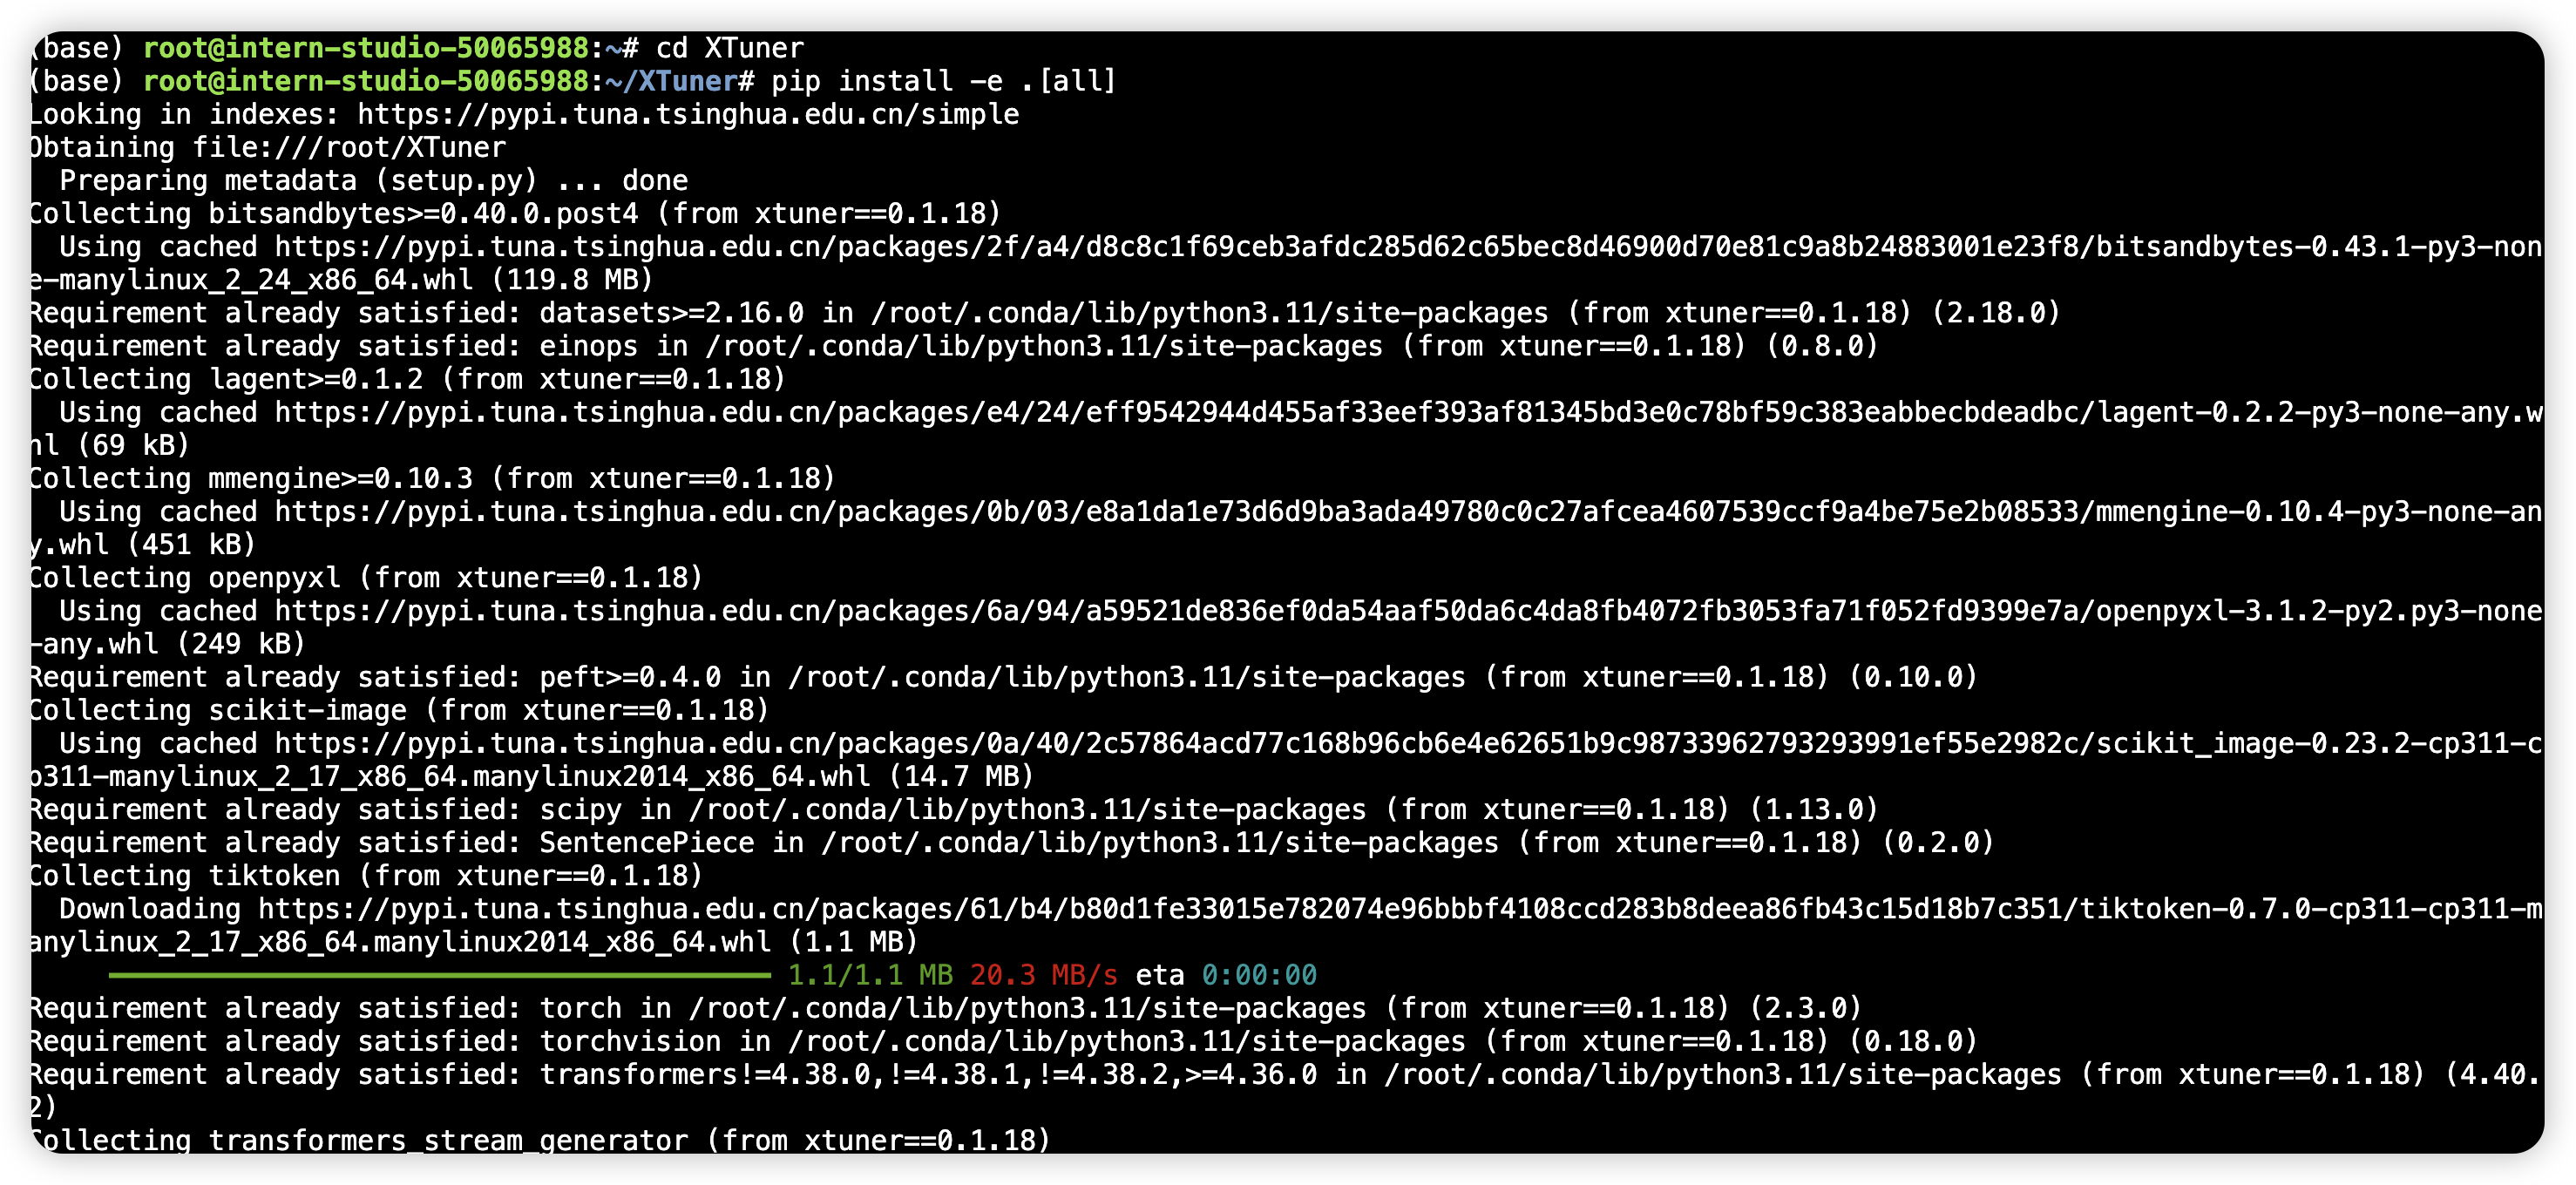 (base) root@intern-studio-50065988:~# cd XTuner
(base) root@intern-studio-50065988:~/XTuner# pip install -e .[all]
Looking in indexes: https://pypi.tuna.tsinghua.edu.cn/simple
Obtaining file:///root/XTuner
  Preparing metadata (setup.py) ... done
Collecting bitsandbytes>=0.40.0.post4 (from xtuner==0.1.18)
  Using cached https://pypi.tuna.tsinghua.edu.cn/packages/2f/a4/d8c8c1f69ceb3afdc285d62c65bec8d46900d70e81c9a8b24883001e23f8/bitsandbytes-0.43.1-py3-non
e-manylinux_2_24_x86_64.whl (119.8 MB)
Requirement already satisfied: datasets>=2.16.0 in /root/.conda/lib/python3.11/site-packages (from xtuner==0.1.18) (2.18.0)
Requirement already satisfied: einops in /root/.conda/lib/python3.11/site-packages (from xtuner==0.1.18) (0.8.0)
Collecting lagent>=0.1.2 (from xtuner==0.1.18)
  Using cached https://pypi.tuna.tsinghua.edu.cn/packages/e4/24/eff9542944d455af33eef393af81345bd3e0c78bf59c383eabbecbdeadbc/lagent-0.2.2-py3-none-any.w
hl (69 kB)
Collecting mmengine>=0.10.3 (from xtuner==0.1.18)
  Using cached https://pypi.tuna.tsinghua.edu.cn/packages/0b/03/e8a1da1e73d6d9ba3ada49780c0c27afcea4607539ccf9a4be75e2b08533/mmengine-0.10.4-py3-none-an
y.whl (451 kB)
Collecting openpyxl (from xtuner==0.1.18)
  Using cached https://pypi.tuna.tsinghua.edu.cn/packages/6a/94/a59521de836ef0da54aaf50da6c4da8fb4072fb3053fa71f052fd9399e7a/openpyxl-3.1.2-py2.py3-none
-any.whl (249 kB)
Requirement already satisfied: peft>=0.4.0 in /root/.conda/lib/python3.11/site-packages (from xtuner==0.1.18) (0.10.0)
Collecting scikit-image (from xtuner==0.1.18)
  Using cached https://pypi.tuna.tsinghua.edu.cn/packages/0a/40/2c57864acd77c168b96cb6e4e62651b9c98733962793293991ef55e2982c/scikit_image-0.23.2-cp311-c
p311-manylinux_2_17_x86_64.manylinux2014_x86_64.whl (14.7 MB)
Requirement already satisfied: scipy in /root/.conda/lib/python3.11/site-packages (from xtuner==0.1.18) (1.13.0)
Requirement already satisfied: SentencePiece in /root/.conda/lib/python3.11/site-packages (from xtuner==0.1.18) (0.2.0)
Collecting tiktoken (from xtuner==0.1.18)
  Downloading https://pypi.tuna.tsinghua.edu.cn/packages/61/b4/b80d1fe33015e782074e96bbbf4108ccd283b8deea86fb43c15d18b7c351/tiktoken-0.7.0-cp311-cp311-m
anylinux_2_17_x86_64.manylinux2014_x86_64.whl (1.1 MB)
1.1/1.1 MB 20.3 MB/s eta 0:00:00
Requirement already satisfied: torch in /root/.conda/lib/python3.11/site-packages (from xtuner==0.1.18) (2.3.0)
Requirement already satisfied: torchvision in /root/.conda/lib/python3.11/site-packages (from xtuner==0.1.18) (0.18.0)
Requirement already satisfied: transformers!=4.38.0,!=4.38.1,!=4.38.2,>=4.36.0 in /root/.conda/lib/python3.11/site-packages (from xtuner==0.1.18) (4.40.
2)
Collecting transformers_stream_generator (from xtuner==0.1.18)